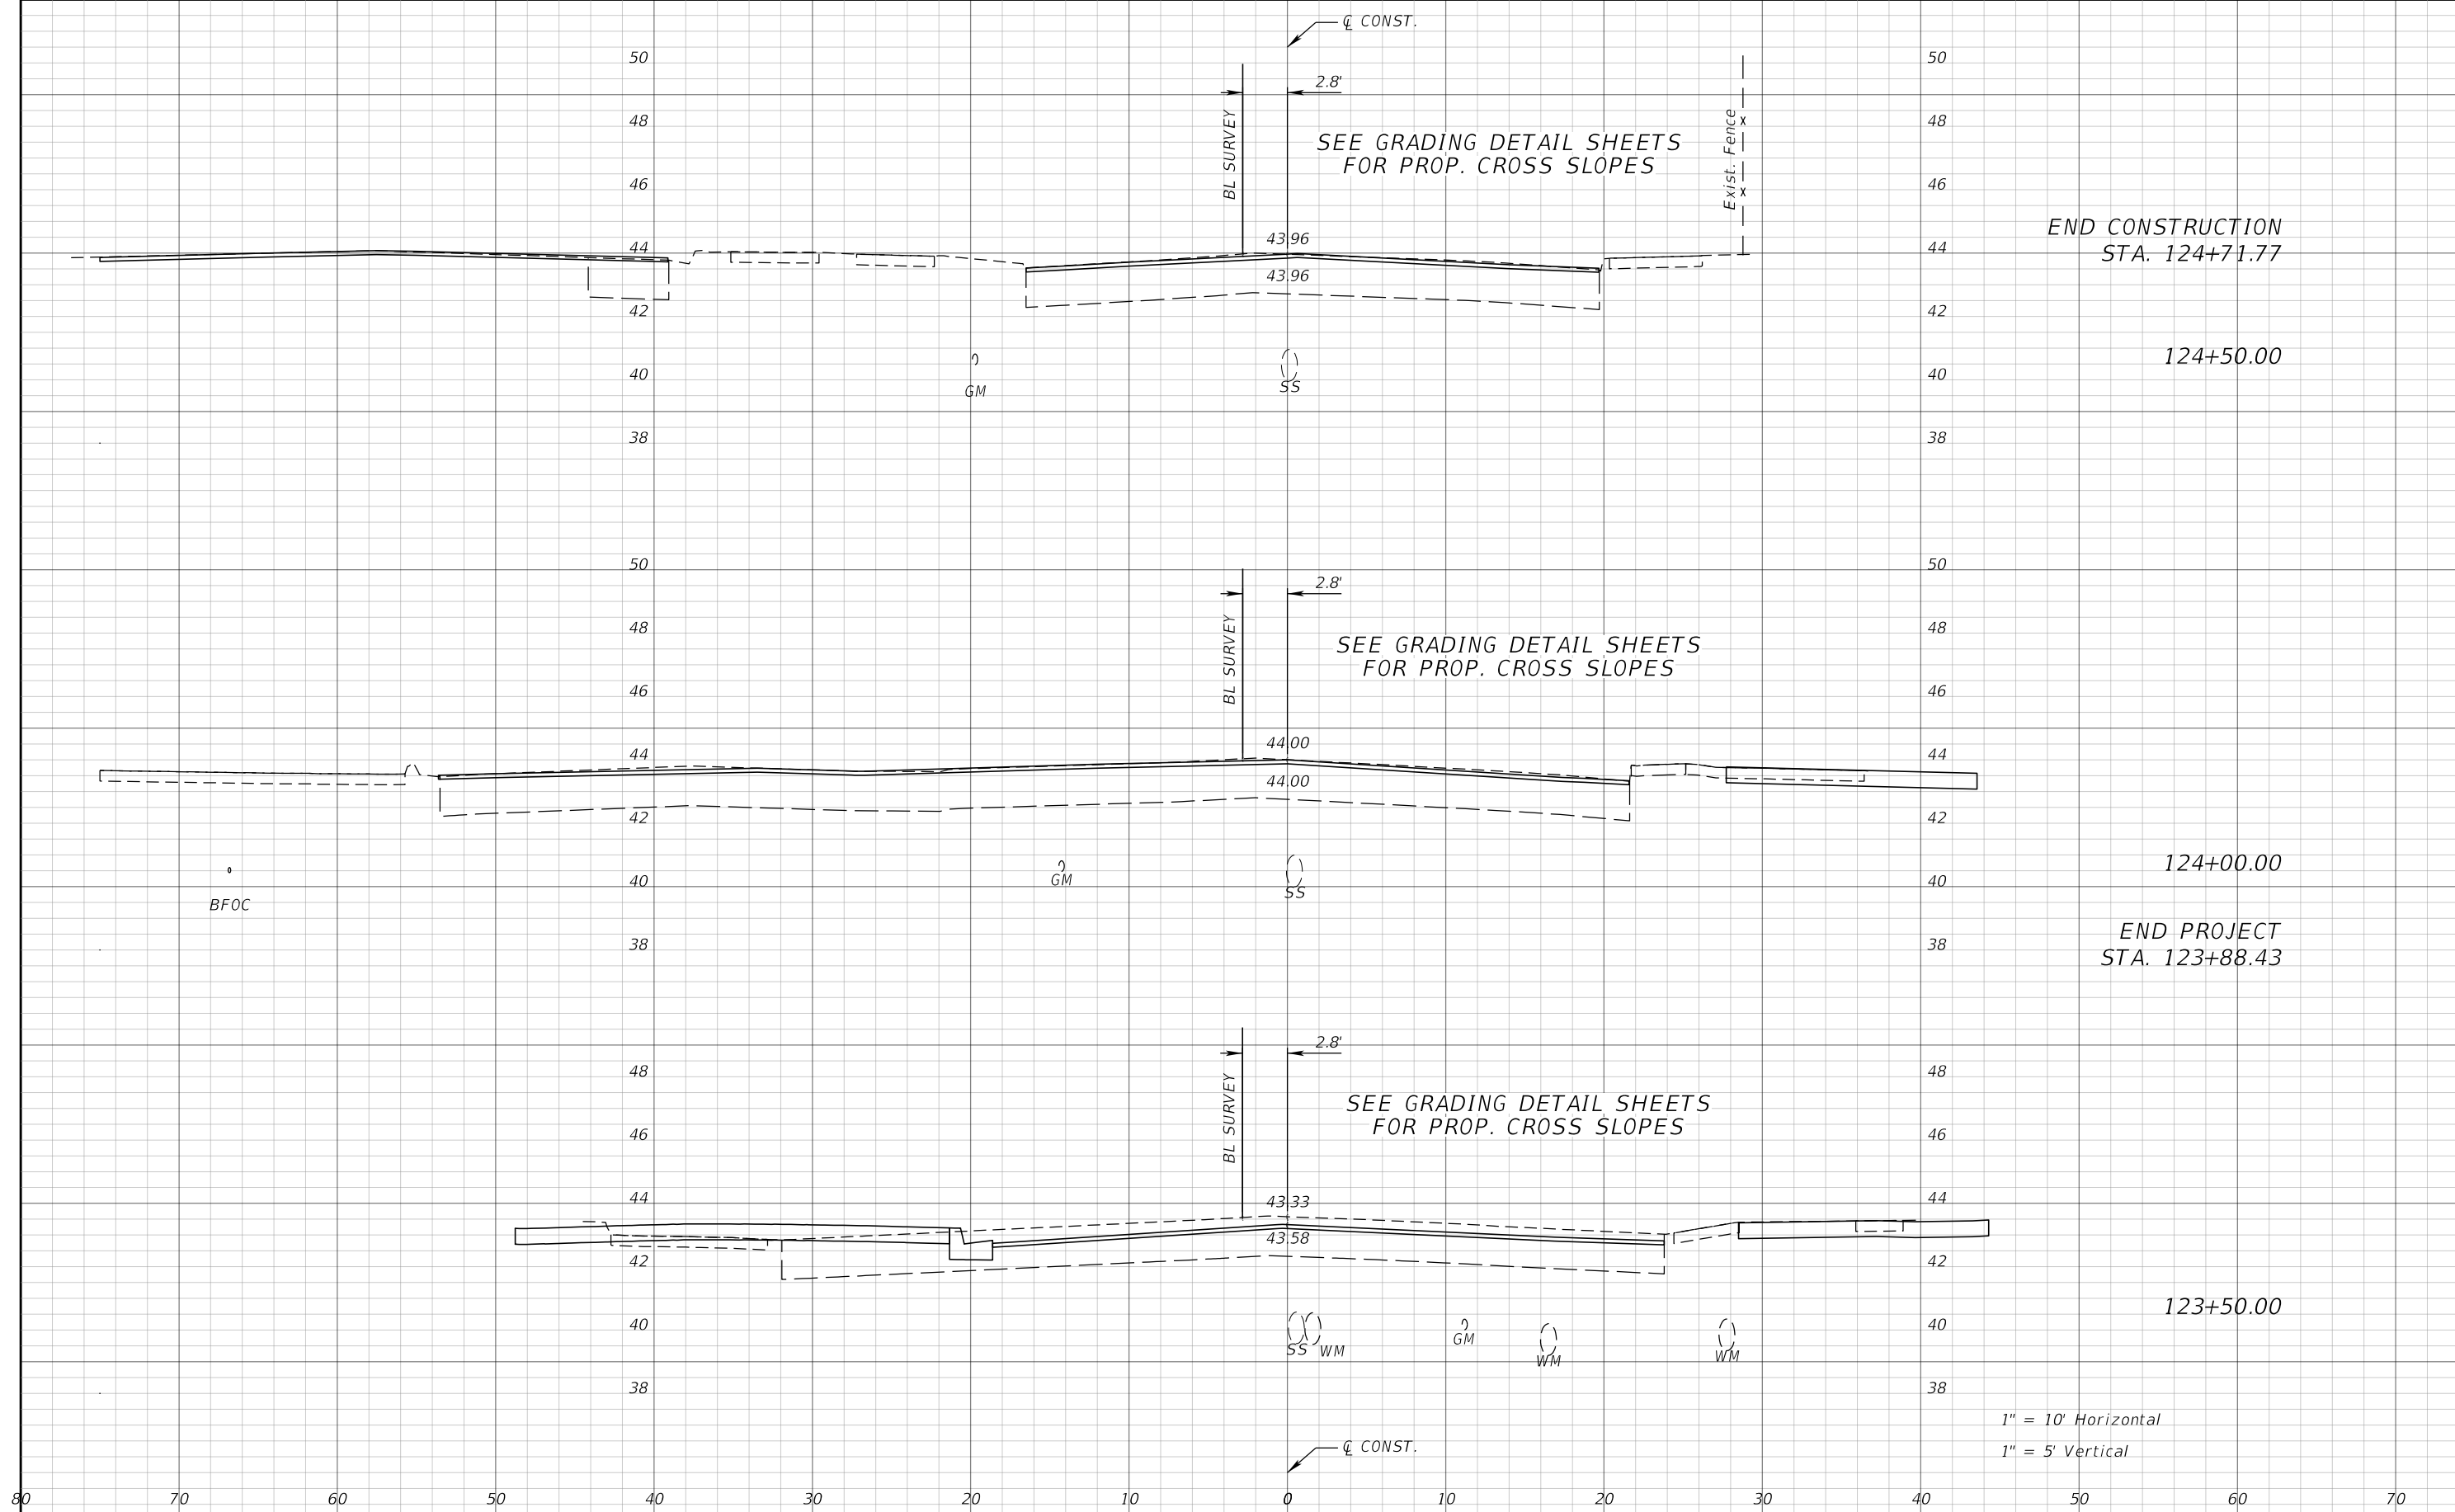 ℄ CONST.
50
50
2.8'
48
48
BL SURVEY
Exist. Fence
x
x
SEE GRADING DETAIL SHEETS
FOR PROP. CROSS SLOPES
46
46
END CONSTRUCTION
STA. 124+71.77
44
43.96
44
43.96
42
42
124+50.00
40
GM
SS
40
38
38
50
50
2.8'
48
48
BL SURVEY
SEE GRADING DETAIL SHEETS
FOR PROP. CROSS SLOPES
46
46
44
44.00
44
44.00
42
42
124+00.00
40
GM
SS
40
BFOC
END PROJECT
STA. 123+88.43
38
38
2.8'
48
48
BL SURVEY
SEE GRADING DETAIL SHEETS
FOR PROP. CROSS SLOPES
46
46
44
43.33
44
43.58
42
42
123+50.00
40
40
SS
WM
GM
WM
WM
38
38
1" = 10' Horizontal
℄ CONST.
1" = 5' Vertical
80 70 60 50 40 30 20 10 0 10 20 30 40 50 60 70